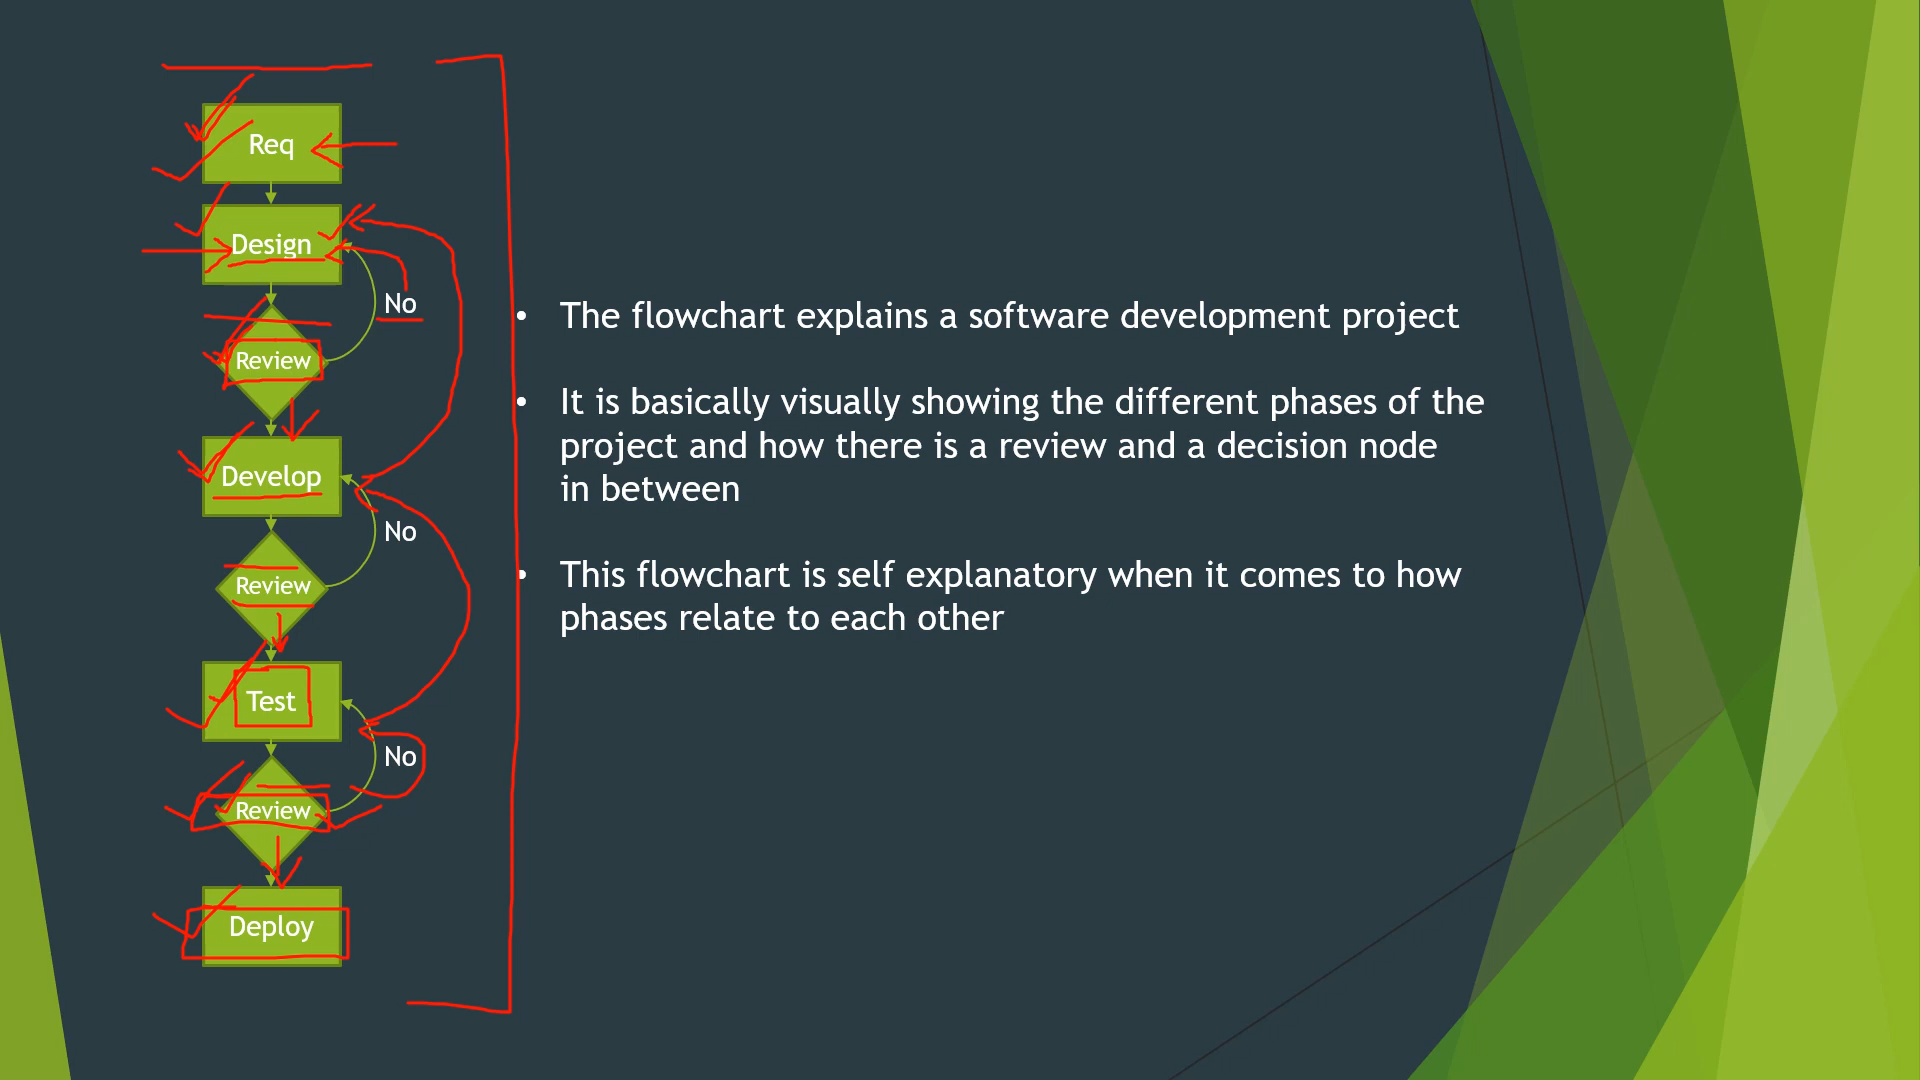 Req
Design
No
Review
Develop
No
Review
Test
No
Review
Deploy
• The flowchart explains a software development project
• It is basically visually showing the different phases of the
project and how there is a review and a decision node
in between
• This flowchart is self explanatory when it comes to how
phases relate to each other